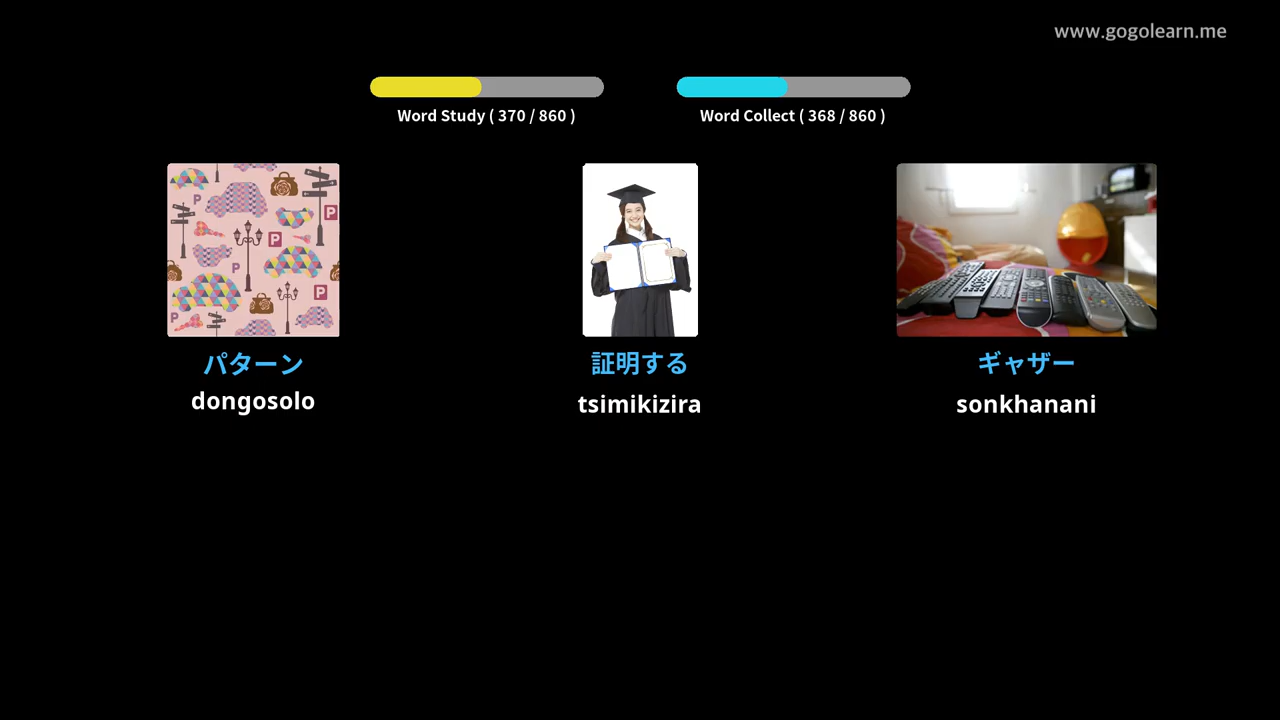 www.gogolearn.me
Word Study ( 370 / 860 )
Word Collect ( 368 / 860 )
P
P
P
P
P
P
パターン
証明する
ギャザー
dongosolo
tsimikizira
sonkhanani